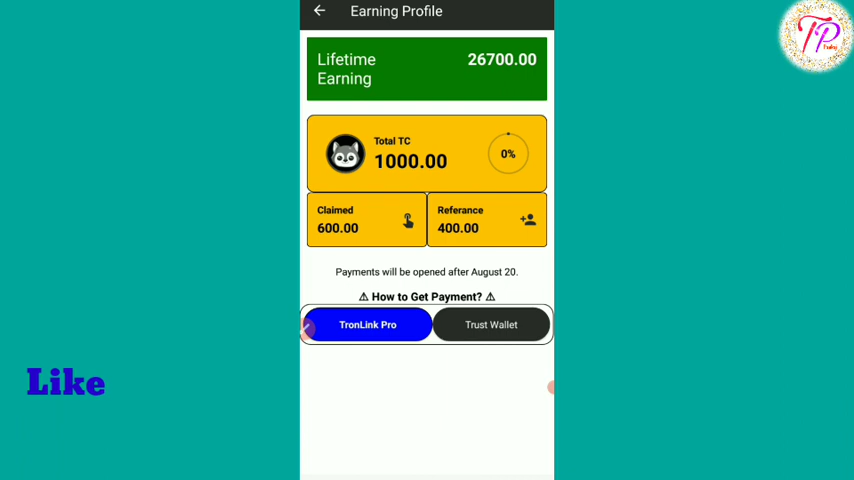 Earning Profile
Lifetime
Earning
26700.00
Total TC
1000.00
0%
Claimed
600.00
Referance
400.00
Payments will be opened after August 20.
⚠ How to Get Payment? ⚠
TronLink Pro
Trust Wallet
Like
TP